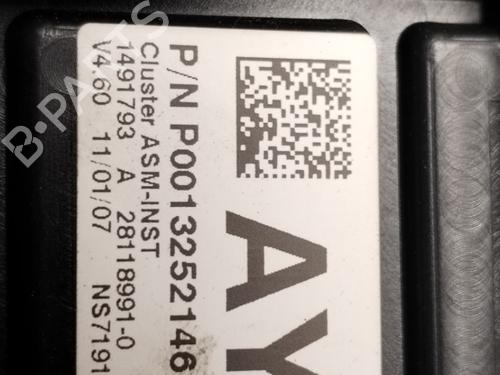 P/N P0013252146
Cluster ASM-INST
1491793 A 28118991-0
V4.60 11/01/07 NS7191
AY
B-PARTS